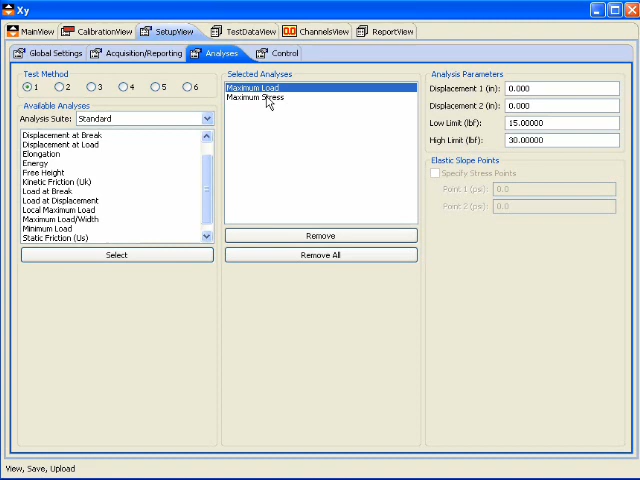 Xy
MainView CalibrationView SetupView TestDataView ChannelsView ReportView
Global Settings Acquisition/Reporting Analyses Control
Test Method
1 2 3 4 5 6
Available Analyses
Analysis Suite: Standard
Displacement at Break
Displacement at Load
Elongation
Energy
Free Height
Kinetic Friction (Uk)
Load at Break
Load at Displacement
Local Maximum Load
Maximum Load/Width
Minimum Load
Static Friction (Us)
Select
Selected Analyses
Maximum Load
Maximum Stress
Remove
Remove All
Analysis Parameters
Displacement 1 (in): 0.000
Displacement 2 (in): 0.000
Low Limit (lbf): 15.00000
High Limit (lbf): 30.00000
Elastic Slope Points
Specify Stress Points
Point 1 (psi): 0.0
Point 2 (psi): 0.0
View, Save, Upload